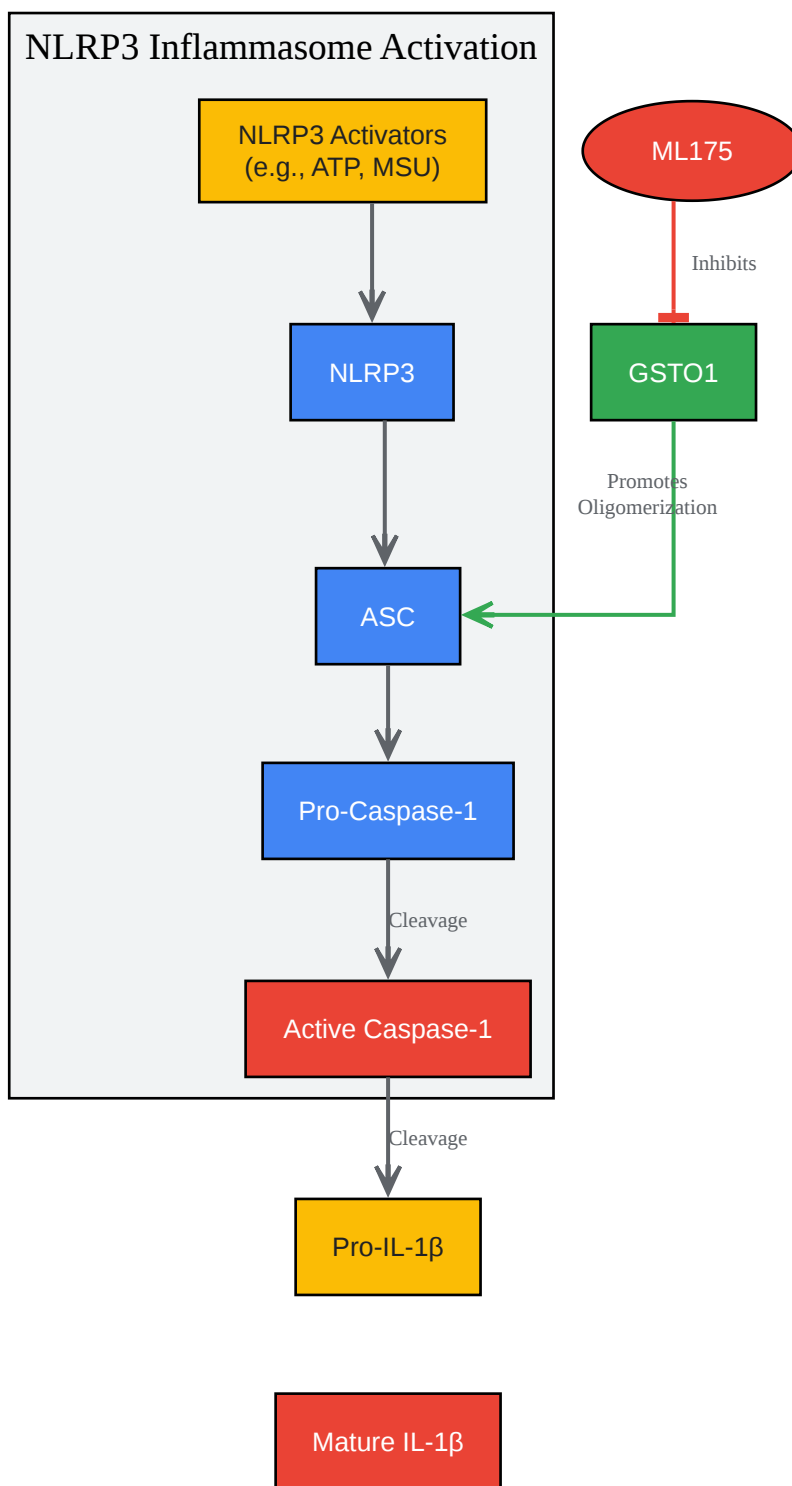 NLRP3 Inflammasome Activation
NLRP3 Activators
(e.g., ATP, MSU)
ML175
Inhibits
NLRP3
GSTO1
Promotes
Oligomerization
ASC
Pro-Caspase-1
Cleavage
Active Caspase-1
Cleavage
Pro-IL-1β
Mature IL-1β